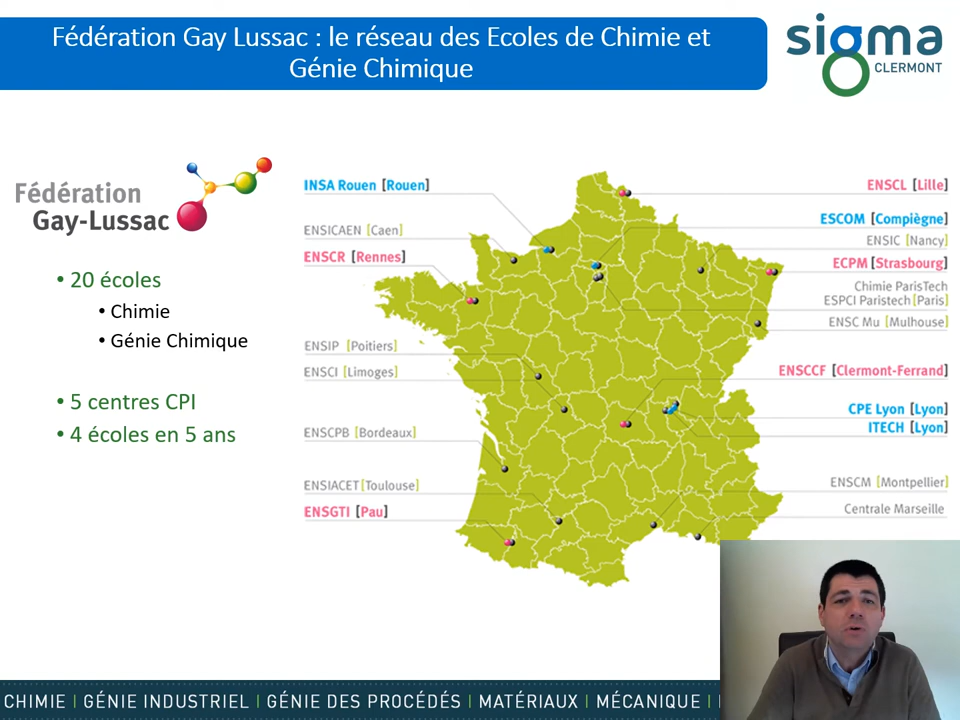 Fédération Gay Lussac : le réseau des Ecoles de Chimie et
Génie Chimique
sigma
CLERMONT
Fédération
Gay-Lussac
• 20 écoles
• Chimie
• Génie Chimique
• 5 centres CPI
• 4 écoles en 5 ans
INSA Rouen [Rouen]
ENSICAEN [Caen]
ENSCR [Rennes]
ENSIP [Poitiers]
ENSCI [Limoges]
ENSCPB [Bordeaux]
ENSIACET [Toulouse]
ENSGTI [Pau]
ENSCL [Lille]
ESCOM [Compiègne]
ENSIC [Nancy]
ECPM [Strasbourg]
Chimie ParisTech
ESPCI Paristech [Paris]
ENSC Mu [Mulhouse]
ENSCCF [Clermont-Ferrand]
CPE Lyon [Lyon]
ITECH [Lyon]
ENSCM [Montpellier]
Centrale Marseille
CHIMIE | GÉNIE INDUSTRIEL | GÉNIE DES PROCÉDÉS | MATÉRIAUX | MÉCANIQUE |